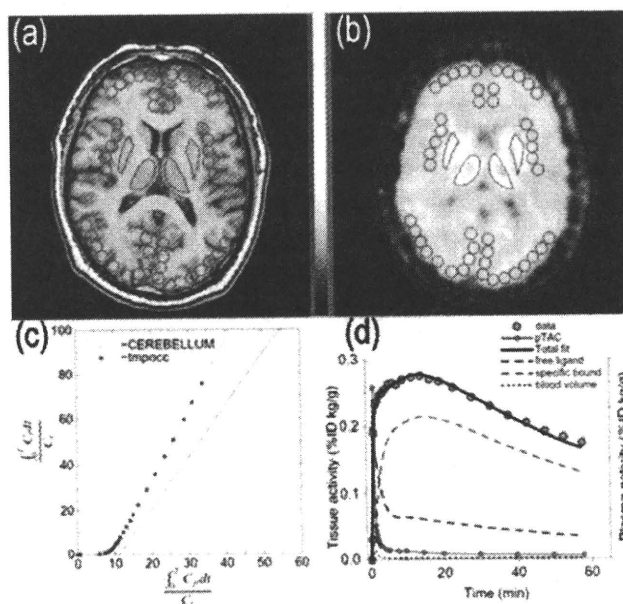 (a)
(b)
(c)
100
80
60
40
20
0
CEREBELLUM
0 10 20 30 40 50 60
(d)
data
pTAC
Total fit
free ligand
specific bound
blood volume
Tissue activity (%ID kg/g)
0.3
0.2
0.1
0.0
0 20 40 60
Time (min)